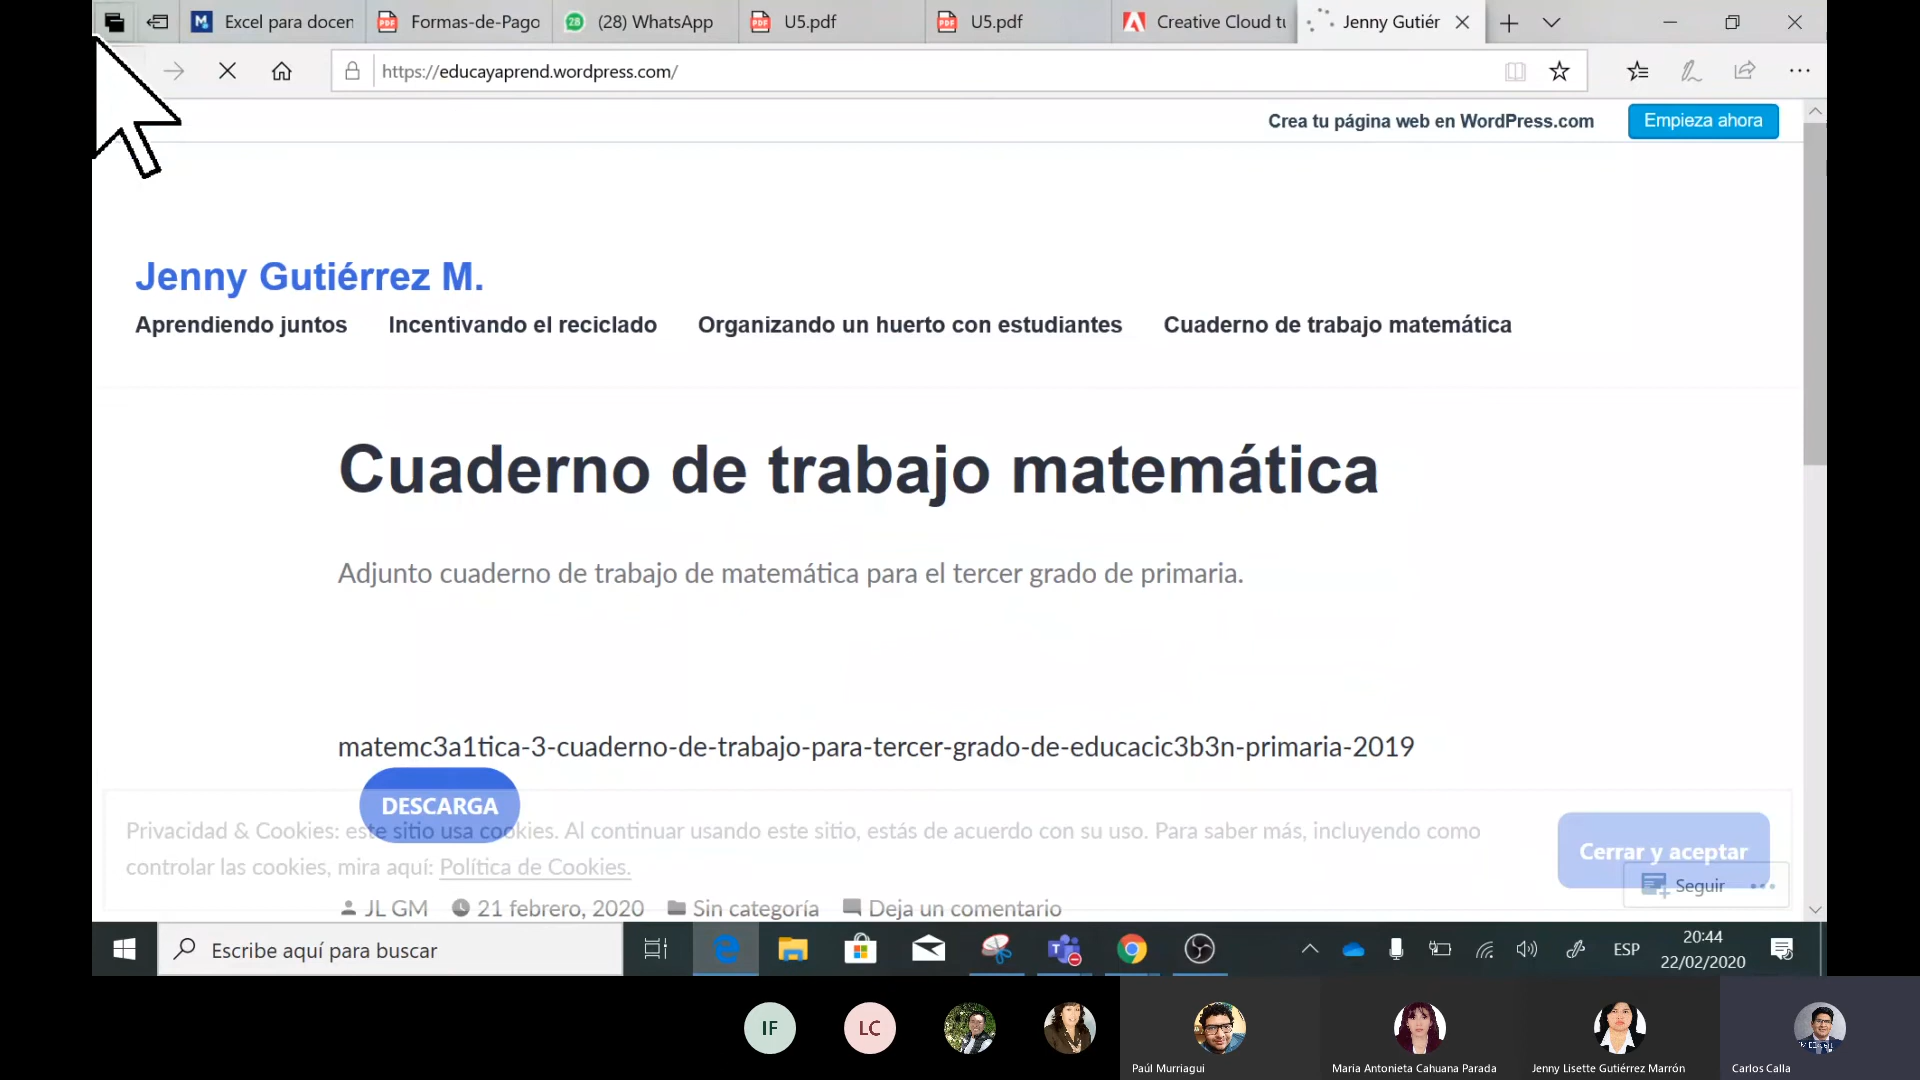 Excel para docen
Formas-de-Pago
28
(28) WhatsApp
U5.pdf
U5.pdf
Creative Cloud tu
Jenny Gutiér
https://educayaprend.wordpress.com/
Crea tu página web en WordPress.com
Empieza ahora
Jenny Gutiérrez M.
Aprendiendo juntos
Incentivando el reciclado
Organizando un huerto con estudiantes
Cuaderno de trabajo matemática
Cuaderno de trabajo matemática
Adjunto cuaderno de trabajo de matemática para el tercer grado de primaria.
matemc3a1tica-3-cuaderno-de-trabajo-para-tercer-grado-de-educacic3b3n-primaria-2019
DESCARGA
Privacidad & Cookies: este sitio usa cookies. Al continuar usando este sitio, estás de acuerdo con su uso. Para saber más, incluyendo como
controlar las cookies, mira aquí: Política de Cookies.
Cerrar y aceptar
Seguir
JL GM
21 febrero, 2020
Sin categoría
Deja un comentario
Escribe aquí para buscar
ESP
20:44
22/02/2020
IF
LC
Paúl Murriagui
Maria Antonieta Cahuana Parada
Jenny Lisette Gutiérrez Marrón
Carlos Calla